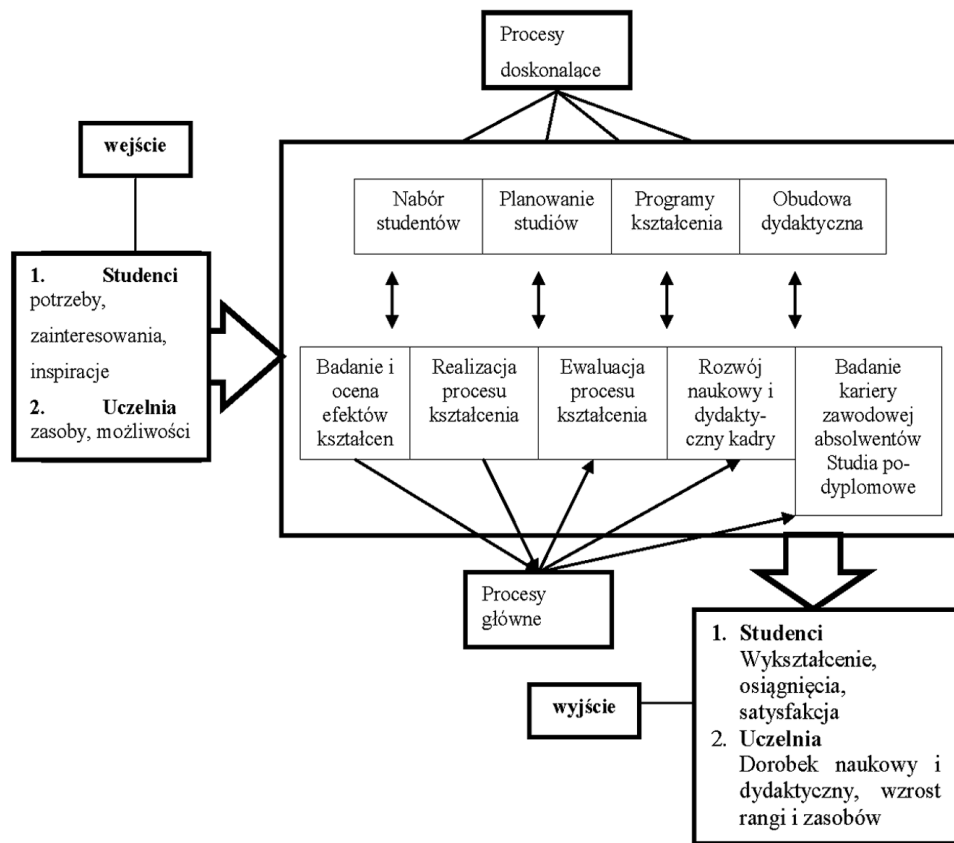 Procesy
doskonalące
wejście
Nabór
studentów
Planowanie
studiów
Programy
kształcenia
Obudowa
dydaktyczna
1. Studenci
potrzeby,
zainteresowania,
inspiracje
2. Uczelnia
zasoby, możliwości
Badanie i
ocena
efektów
kształcen
Realizacja
procesu
kształcenia
Ewaluacja
procesu
kształcenia
Rozwój
naukowy i
dydakty-
czny kadry
Badanie
kariery
zawodowej
absolwentów
Studia po-
dyplomowe
Procesy
główne
wyjście
1. Studenci
Wykształcenie,
osiągnięcia,
satysfakcja
2. Uczelnia
Dorobek naukowy i
dydaktyczny, wzrost
rangi i zasobów